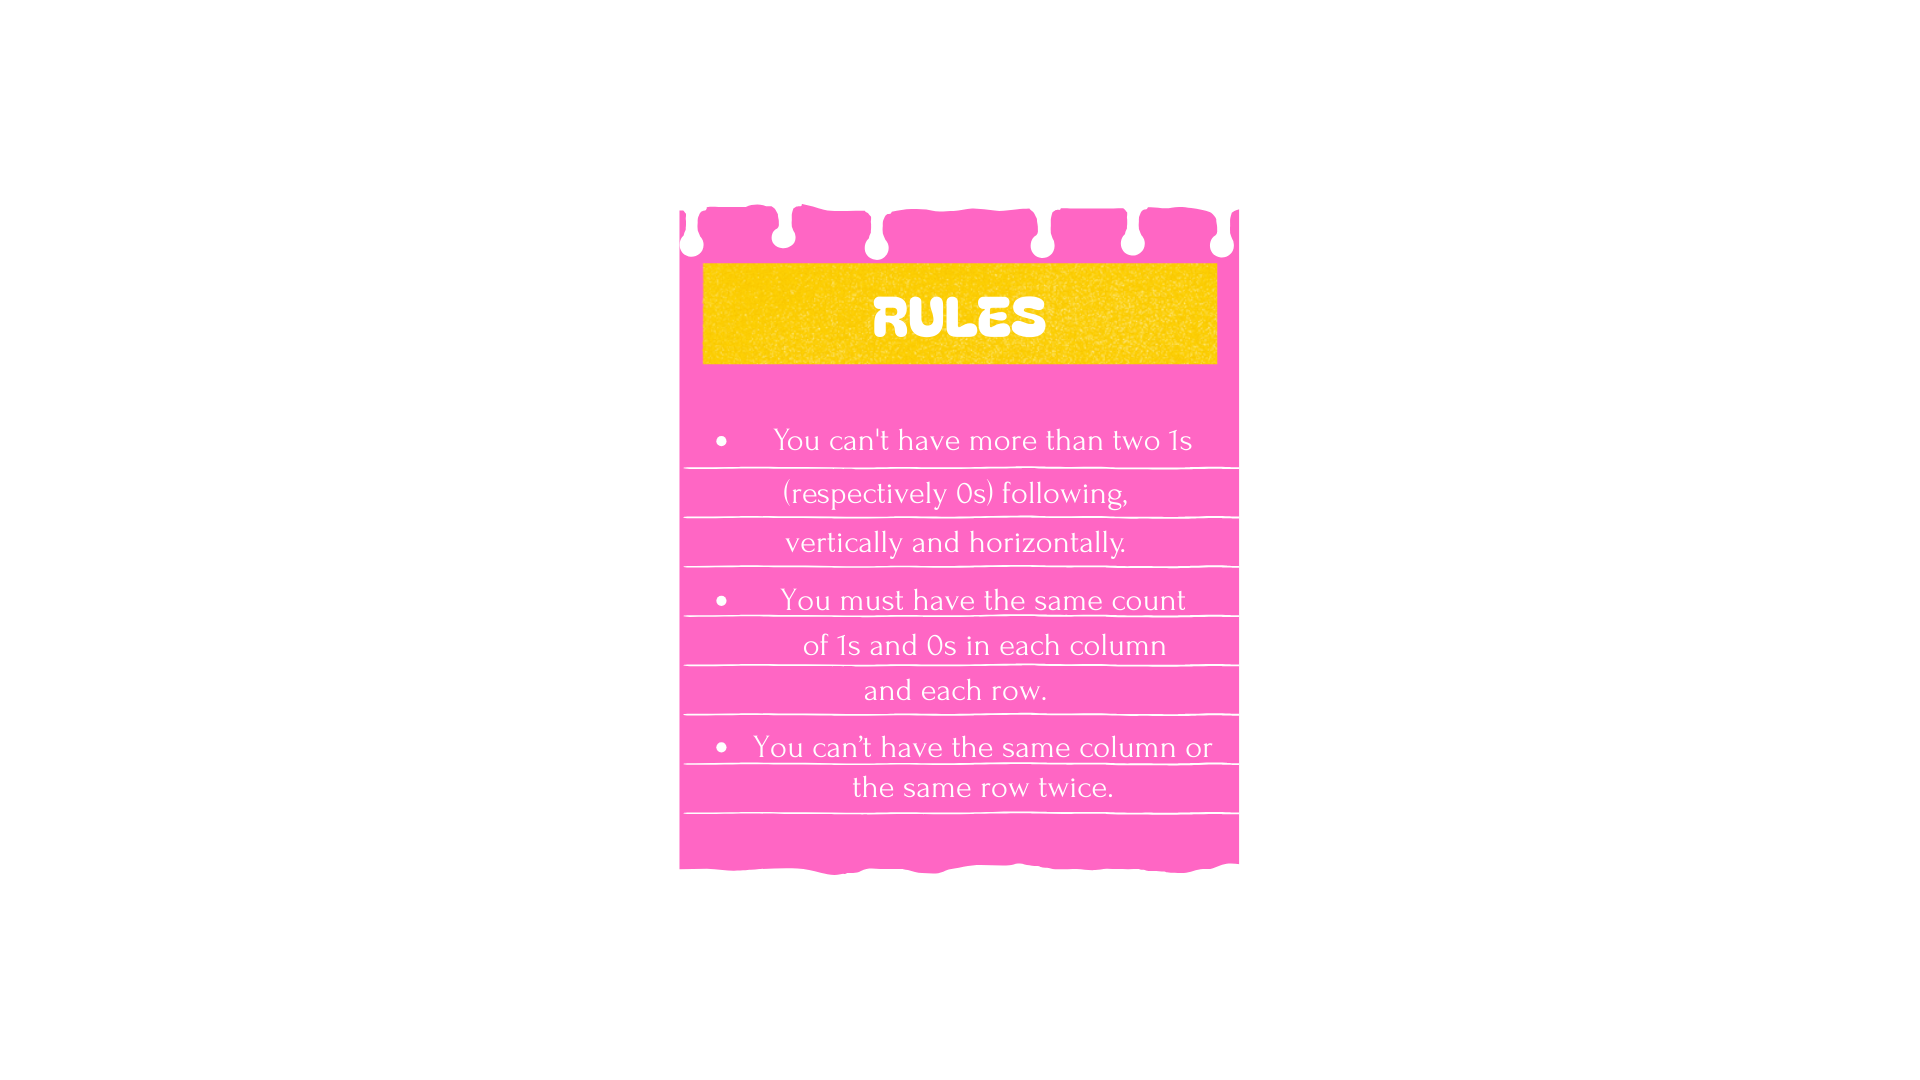 RULES
• You can't have more than two 1s
(respectively 0s) following,
vertically and horizontally.
• You must have the same count
of 1s and 0s in each column
and each row.
• You can’t have the same column or
the same row twice.